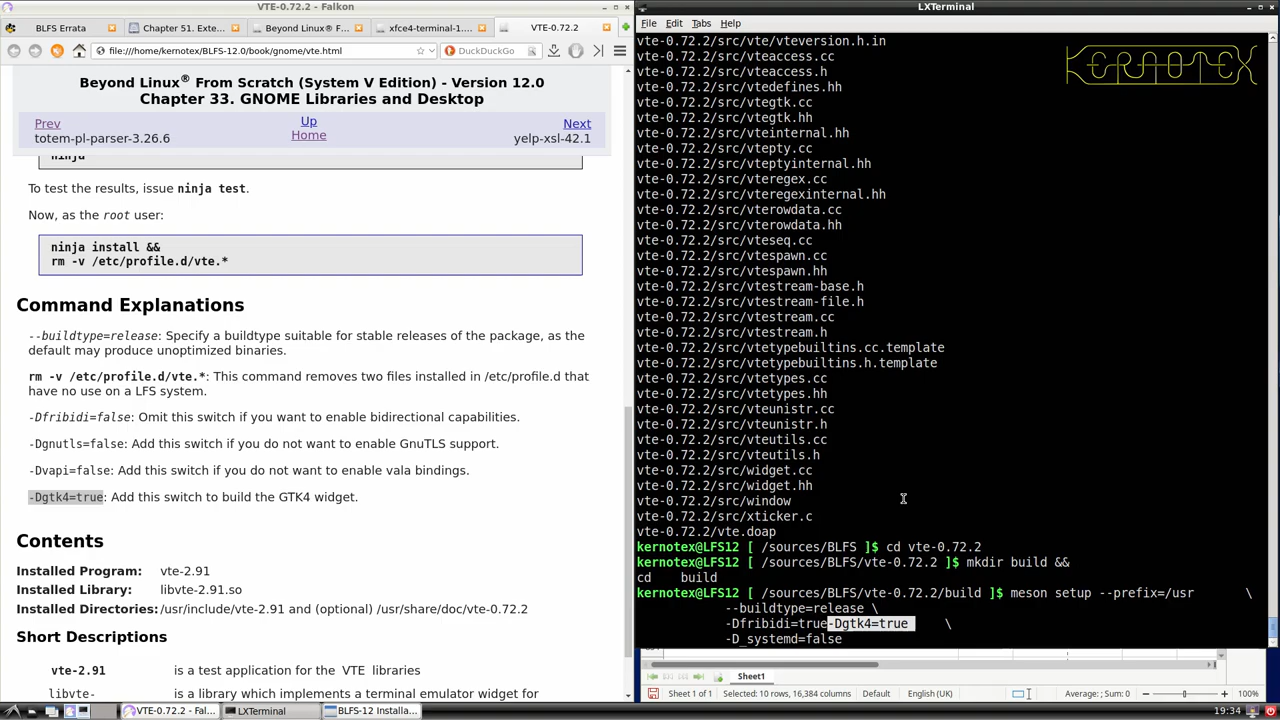 VTE-0.72.2 - Falkon
BLFS Errata
Chapter 51. Exte...
Beyond Linux® F...
xfce4-terminal-1....
VTE-0.72.2
file:///home/kernotex/BLFS-12.0/book/gnome/vte.html
DuckDuckGo
Beyond Linux® From Scratch (System V Edition) - Version 12.0
Chapter 33. GNOME Libraries and Desktop
Prev
Up
Next
totem-pl-parser-3.26.6
Home
yelp-xsl-42.1
ninja
To test the results, issue ninja test.
Now, as the root user:
ninja install &&
rm -v /etc/profile.d/vte.*
Command Explanations
--buildtype=release: Specify a buildtype suitable for stable releases of the package, as the
default may produce unoptimized binaries.
rm -v /etc/profile.d/vte.*: This command removes two files installed in /etc/profile.d that
have no use on a LFS system.
-Dfribidi=false: Omit this switch if you want to enable bidirectional capabilities.
-Dgnutls=false: Add this switch if you do not want to enable GnuTLS support.
-Dvapi=false: Add this switch if you do not want to enable vala bindings.
-Dgtk4=true: Add this switch to build the GTK4 widget.
Contents
Installed Program: vte-2.91
Installed Library: libvte-2.91.so
Installed Directories: /usr/include/vte-2.91 and (optional) /usr/share/doc/vte-0.72.2
Short Descriptions
vte-2.91 is a test application for the VTE libraries
libvte- is a library which implements a terminal emulator widget for
LXTerminal
File Edit Tabs Help
KERNOTEX
vte-0.72.2/src/vte/vteversion.h.in
vte-0.72.2/src/vteaccess.cc
vte-0.72.2/src/vteaccess.h
vte-0.72.2/src/vtedefines.hh
vte-0.72.2/src/vtegtk.cc
vte-0.72.2/src/vtegtk.hh
vte-0.72.2/src/vteinternal.hh
vte-0.72.2/src/vtepty.cc
vte-0.72.2/src/vteptyinternal.hh
vte-0.72.2/src/vteregex.cc
vte-0.72.2/src/vteregexinternal.hh
vte-0.72.2/src/vterowdata.cc
vte-0.72.2/src/vterowdata.hh
vte-0.72.2/src/vteseq.cc
vte-0.72.2/src/vtespawn.cc
vte-0.72.2/src/vtespawn.hh
vte-0.72.2/src/vtestream-base.h
vte-0.72.2/src/vtestream-file.h
vte-0.72.2/src/vtestream.cc
vte-0.72.2/src/vtestream.h
vte-0.72.2/src/vtetypebuiltins.cc.template
vte-0.72.2/src/vtetypebuiltins.h.template
vte-0.72.2/src/vtetypes.cc
vte-0.72.2/src/vtetypes.hh
vte-0.72.2/src/vteunistr.cc
vte-0.72.2/src/vteunistr.h
vte-0.72.2/src/vteutils.cc
vte-0.72.2/src/vteutils.h
vte-0.72.2/src/widget.cc
vte-0.72.2/src/widget.hh
vte-0.72.2/src/window
vte-0.72.2/src/xticker.c
vte-0.72.2/vte.doap
kernotex@LFS12 [ /sources/BLFS ]$ cd vte-0.72.2
kernotex@LFS12 [ /sources/BLFS/vte-0.72.2 ]$ mkdir build &&
cd    build
kernotex@LFS12 [ /sources/BLFS/vte-0.72.2/build ]$ meson setup --prefix=/usr       \
--buildtype=release \
-Dfribidi=true-Dgtk4=true     \
-D_systemd=false
Sheet1
Sheet 1 of 1
Selected: 10 rows, 16,384 columns
Default
English (UK)
Average: ; Sum: 0
100%
VTE-0.72.2 - Fal...
LXTerminal
BLFS-12 Installa...
19:34